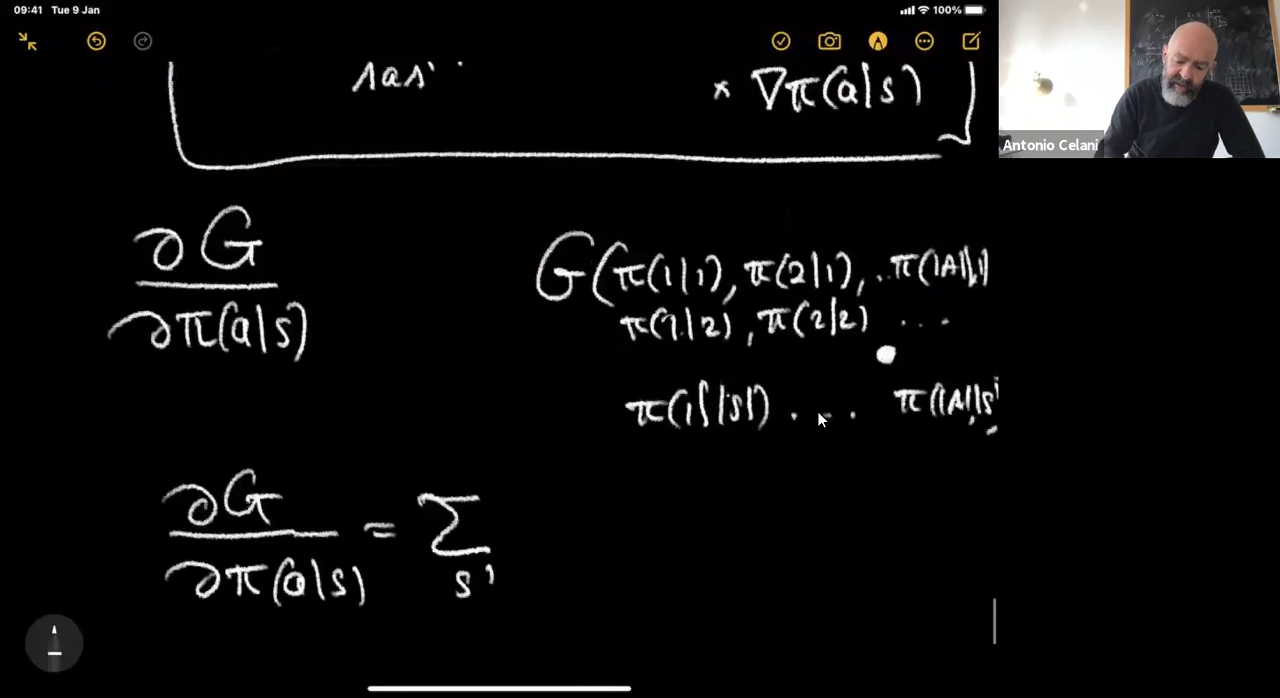 09:41 Tue 9 Jan
100%
s a s'
× ∇π(a|s)
Antonio Celani
∂G
∂π(a|s)
G(π(1|1), π(2|1), ..π(|A||1)
π(1|2), π(2|2) ...
π(1||S|) ... π(|A||S|
∂G
∂π(a|s)
= Σ
s'